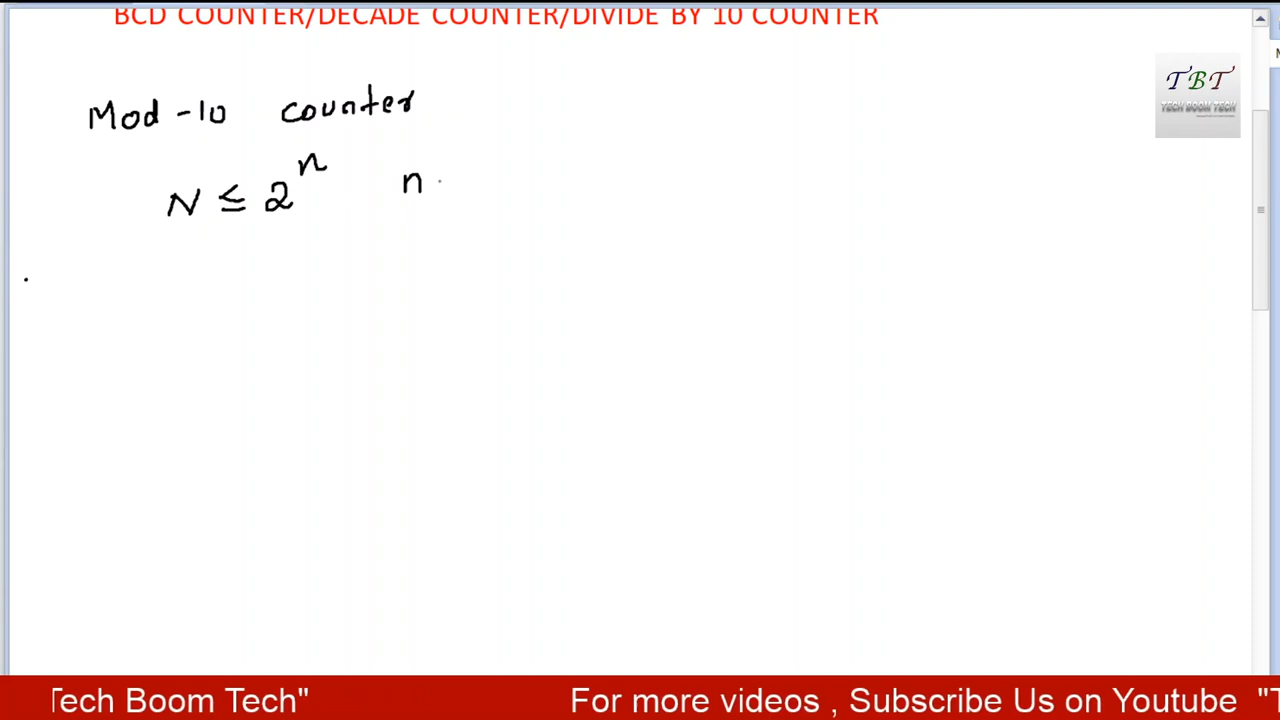 BCD COUNTER/DECADE COUNTER/DIVIDE BY 10 COUNTER
TBT
TECH BOOM TECH
Mod-10 counter
N ≤ 2^n n
Tech Boom Tech" For more videos , Subscribe Us on Youtube "T